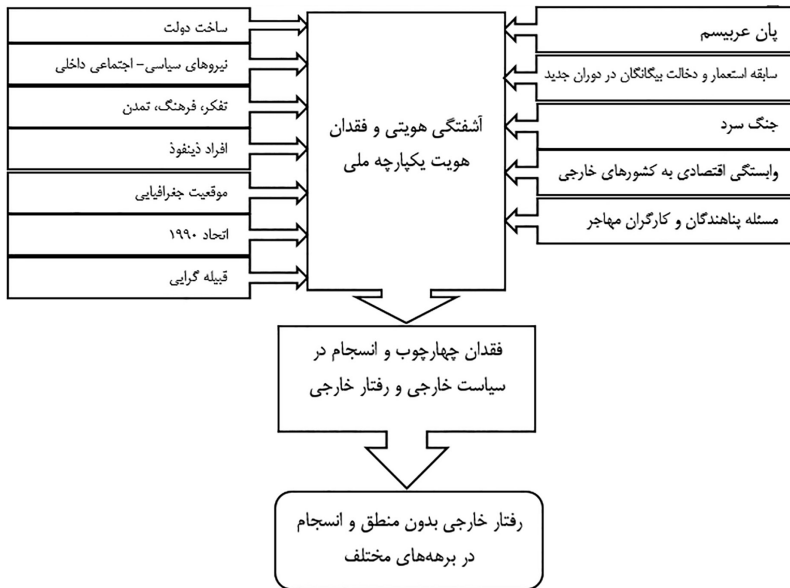 پان عربیسم
سابقه استعمار و دخالت بیگانگان در دوران جدید
جنگ سرد
وابستگی اقتصادی به کشورهای خارجی
مسئله پناهندگان و کارگران مهاجر
آشفتگی هویتی و فقدان
هویت یکپارچه ملی
ساخت دولت
نیروهای سیاسی- اجتماعی داخلی
تفکر، فرهنگ، تمدن
افراد ذینفوذ
موقعیت جغرافیایی
اتحاد ۱۹۹۰
قبیله گرایی
فقدان چهارچوب و انسجام در
سیاست خارجی و رفتار خارجی
رفتار خارجی بدون منطق و انسجام
در برهه‌های مختلف